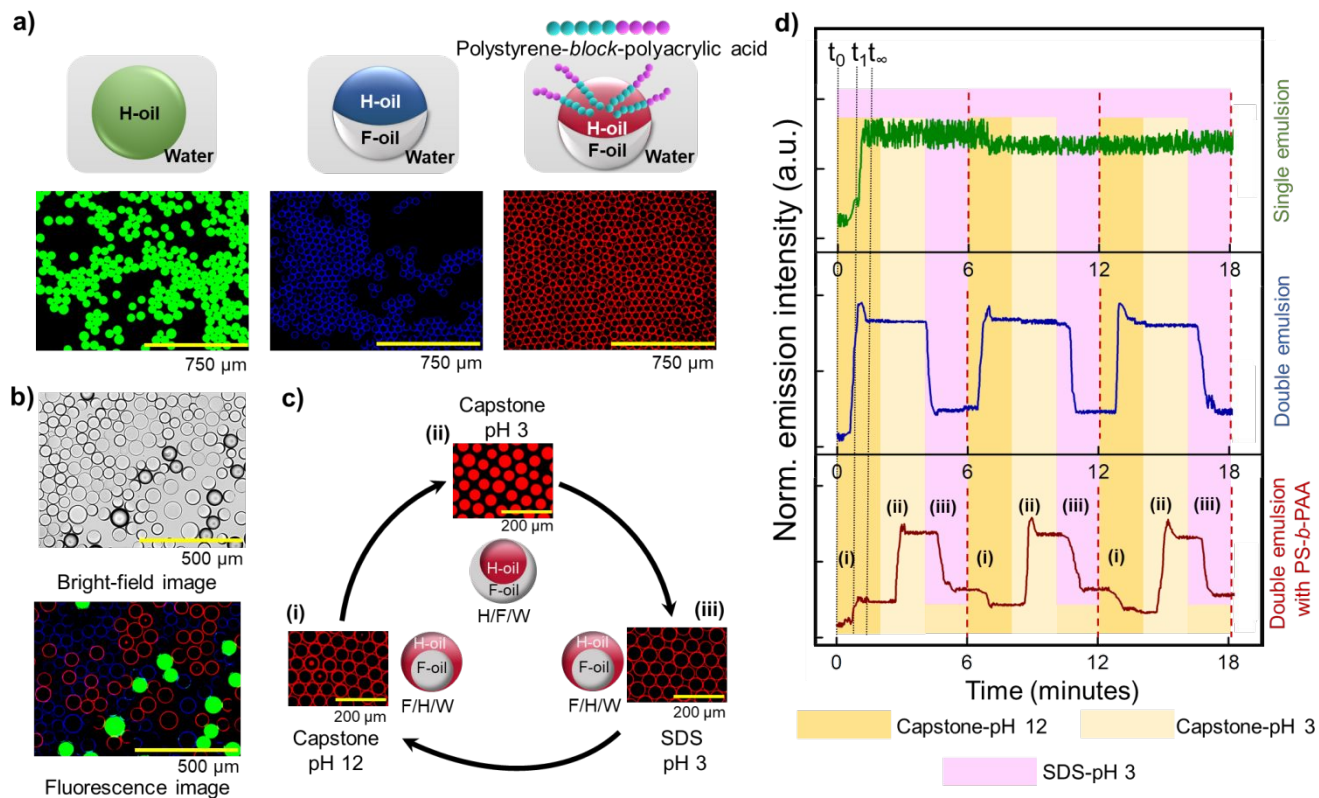 a)
H-oil
Water
H-oil
F-oil
Water
Polystyrene-block-polyacrylic acid
H-oil
F-oil
Water
750 µm
750 µm
750 µm
b)
500 µm
Bright-field image
500 µm
Fluorescence image
c)
Capstone
pH 3
(ii)
200 µm
H-oil
F-oil
H/F/W
(i)
H-oil
F-oil
F/H/W
200 µm
Capstone
pH 12
(iii)
H-oil
F-oil
F/H/W
200 µm
SDS
pH 3
d)
t0 t1 t∞
Norm. emission intensity (a.u.)
0 6 12 18
Single emulsion
0 6 12 18
Double emulsion
(i) (ii) (iii) (i) (ii) (iii) (i) (ii) (iii)
0 6 12 18
Double emulsion
with PS-b-PAA
Time (minutes)
Capstone-pH 12 Capstone-pH 3
SDS-pH 3